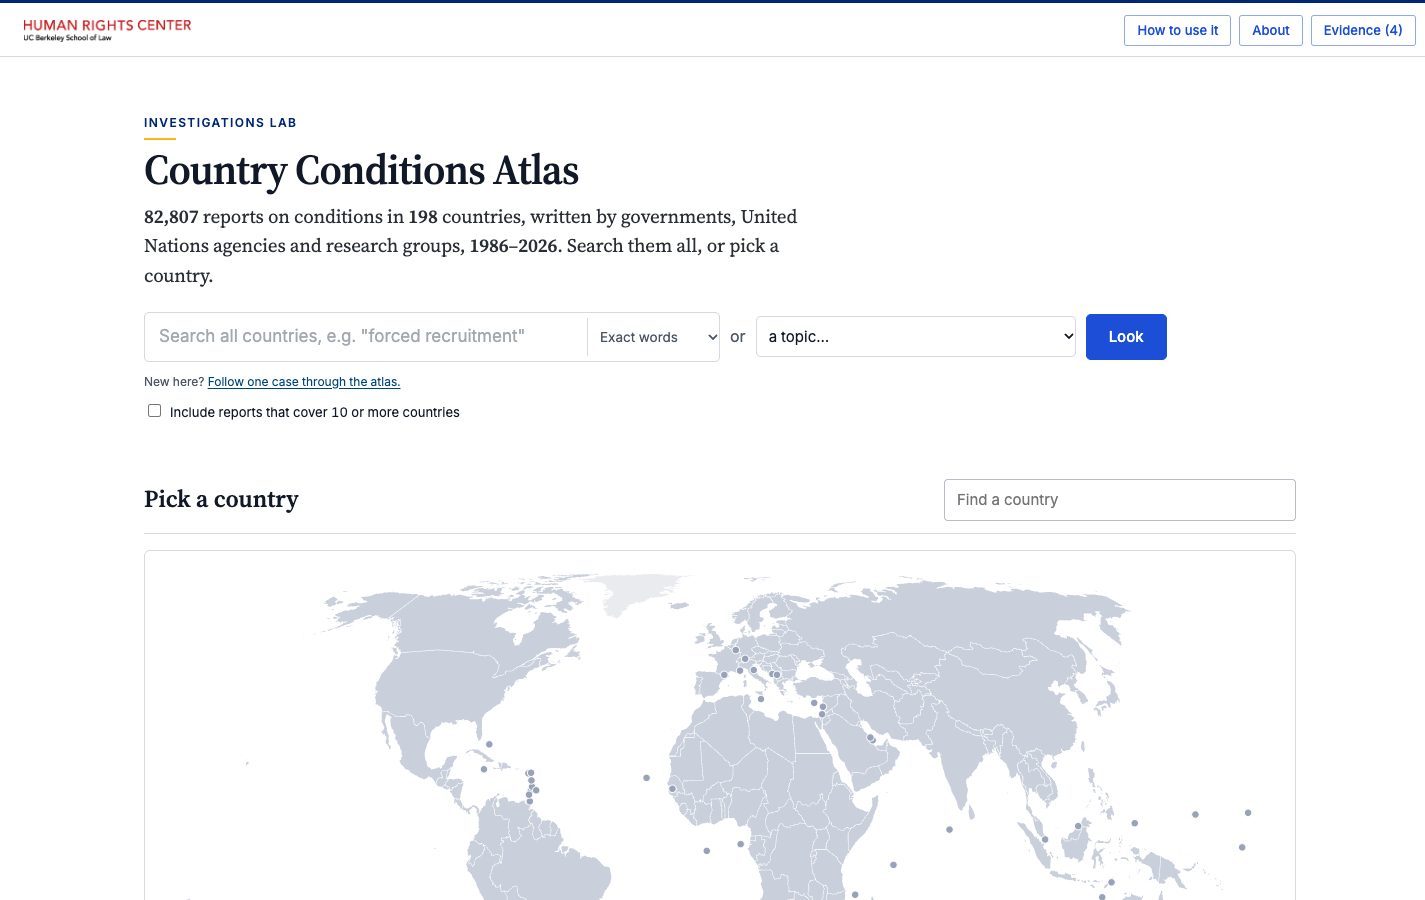 HUMAN RIGHTS CENTER
UC Berkeley School of Law
How to use it
About
Evidence (4)
INVESTIGATIONS LAB
Country Conditions Atlas
82,807 reports on conditions in 198 countries, written by governments, United
Nations agencies and research groups, 1986–2026. Search them all, or pick a
country.
Search all countries, e.g. "forced recruitment"
Exact words
or
a topic...
Look
New here? Follow one case through the atlas.
Include reports that cover 10 or more countries
Pick a country
Find a country